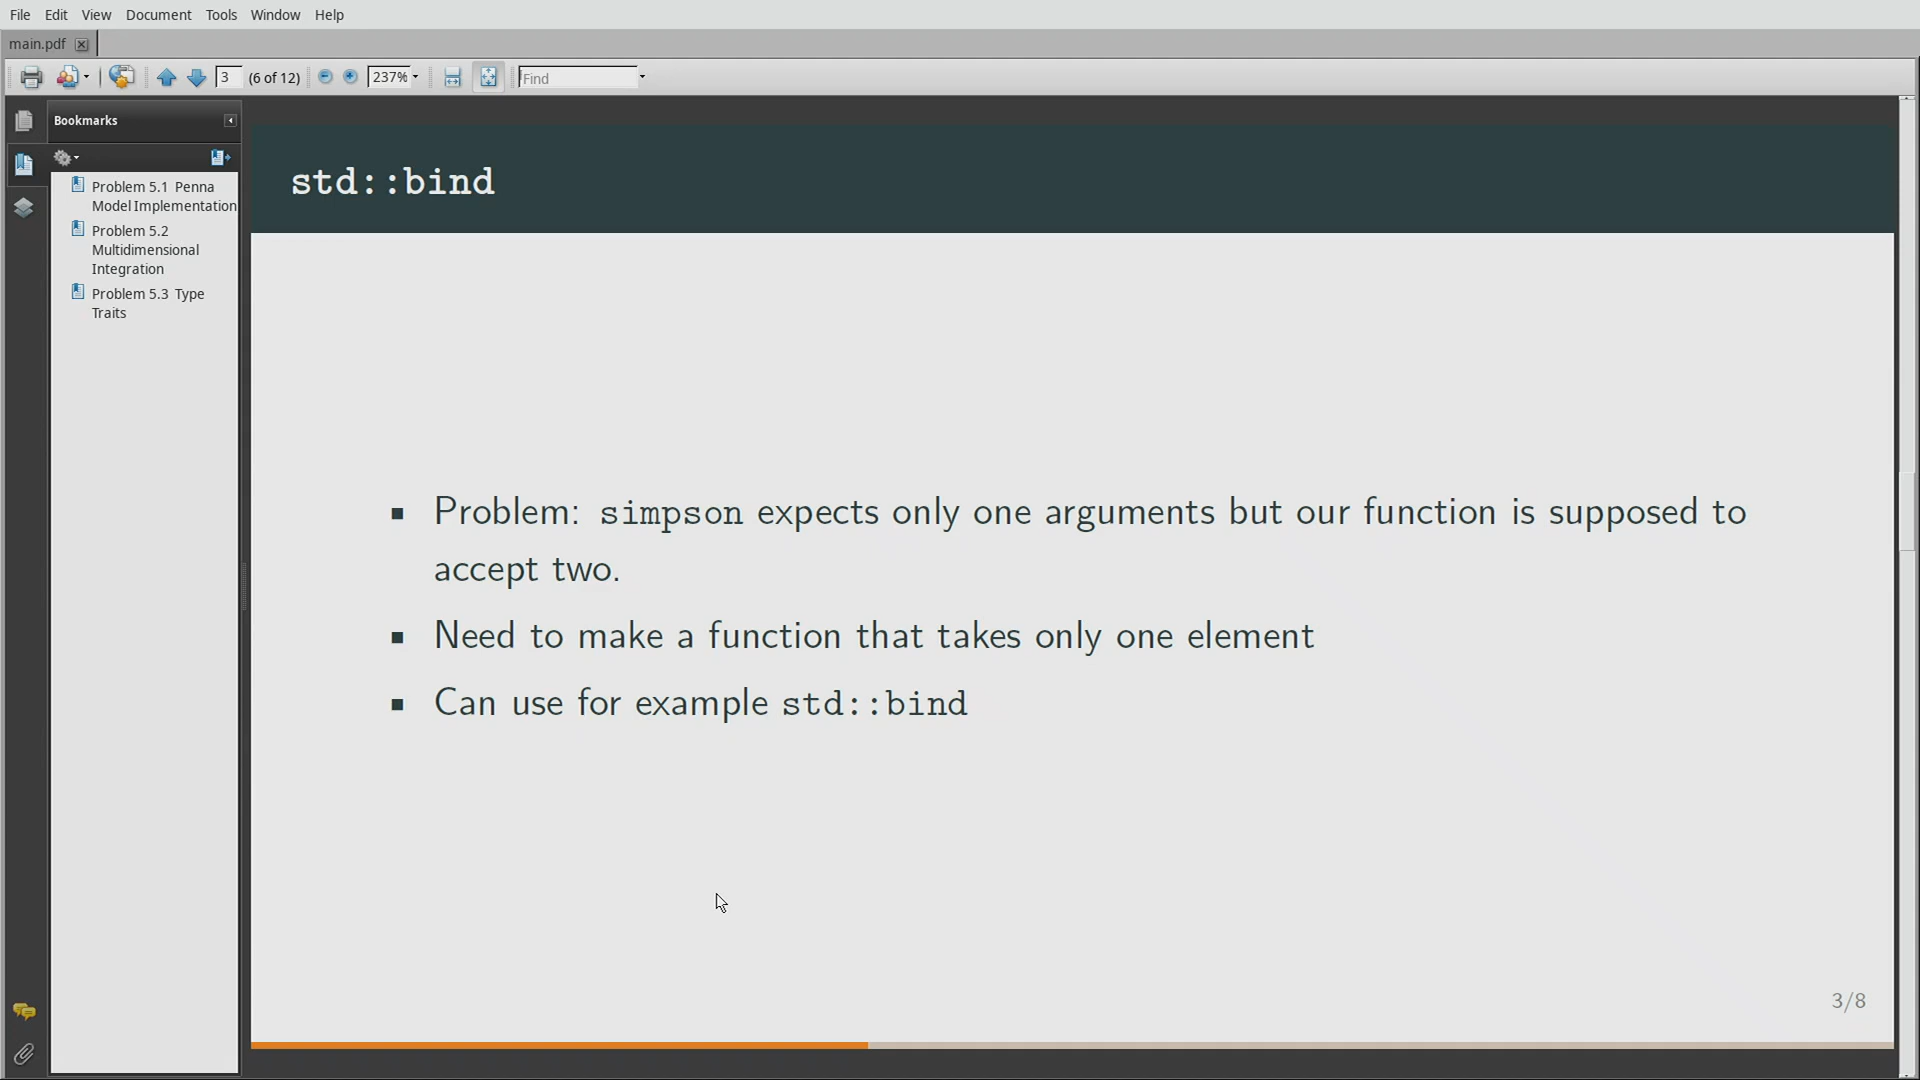 File Edit View Document Tools Window Help
main.pdf
3 (6 of 12) 237% Find
Bookmarks
Problem 5.1 Penna
Model Implementation
Problem 5.2
Multidimensional
Integration
Problem 5.3 Type
Traits
std::bind
Problem: simpson expects only one arguments but our function is supposed to
accept two.
Need to make a function that takes only one element
Can use for example std::bind
3/8